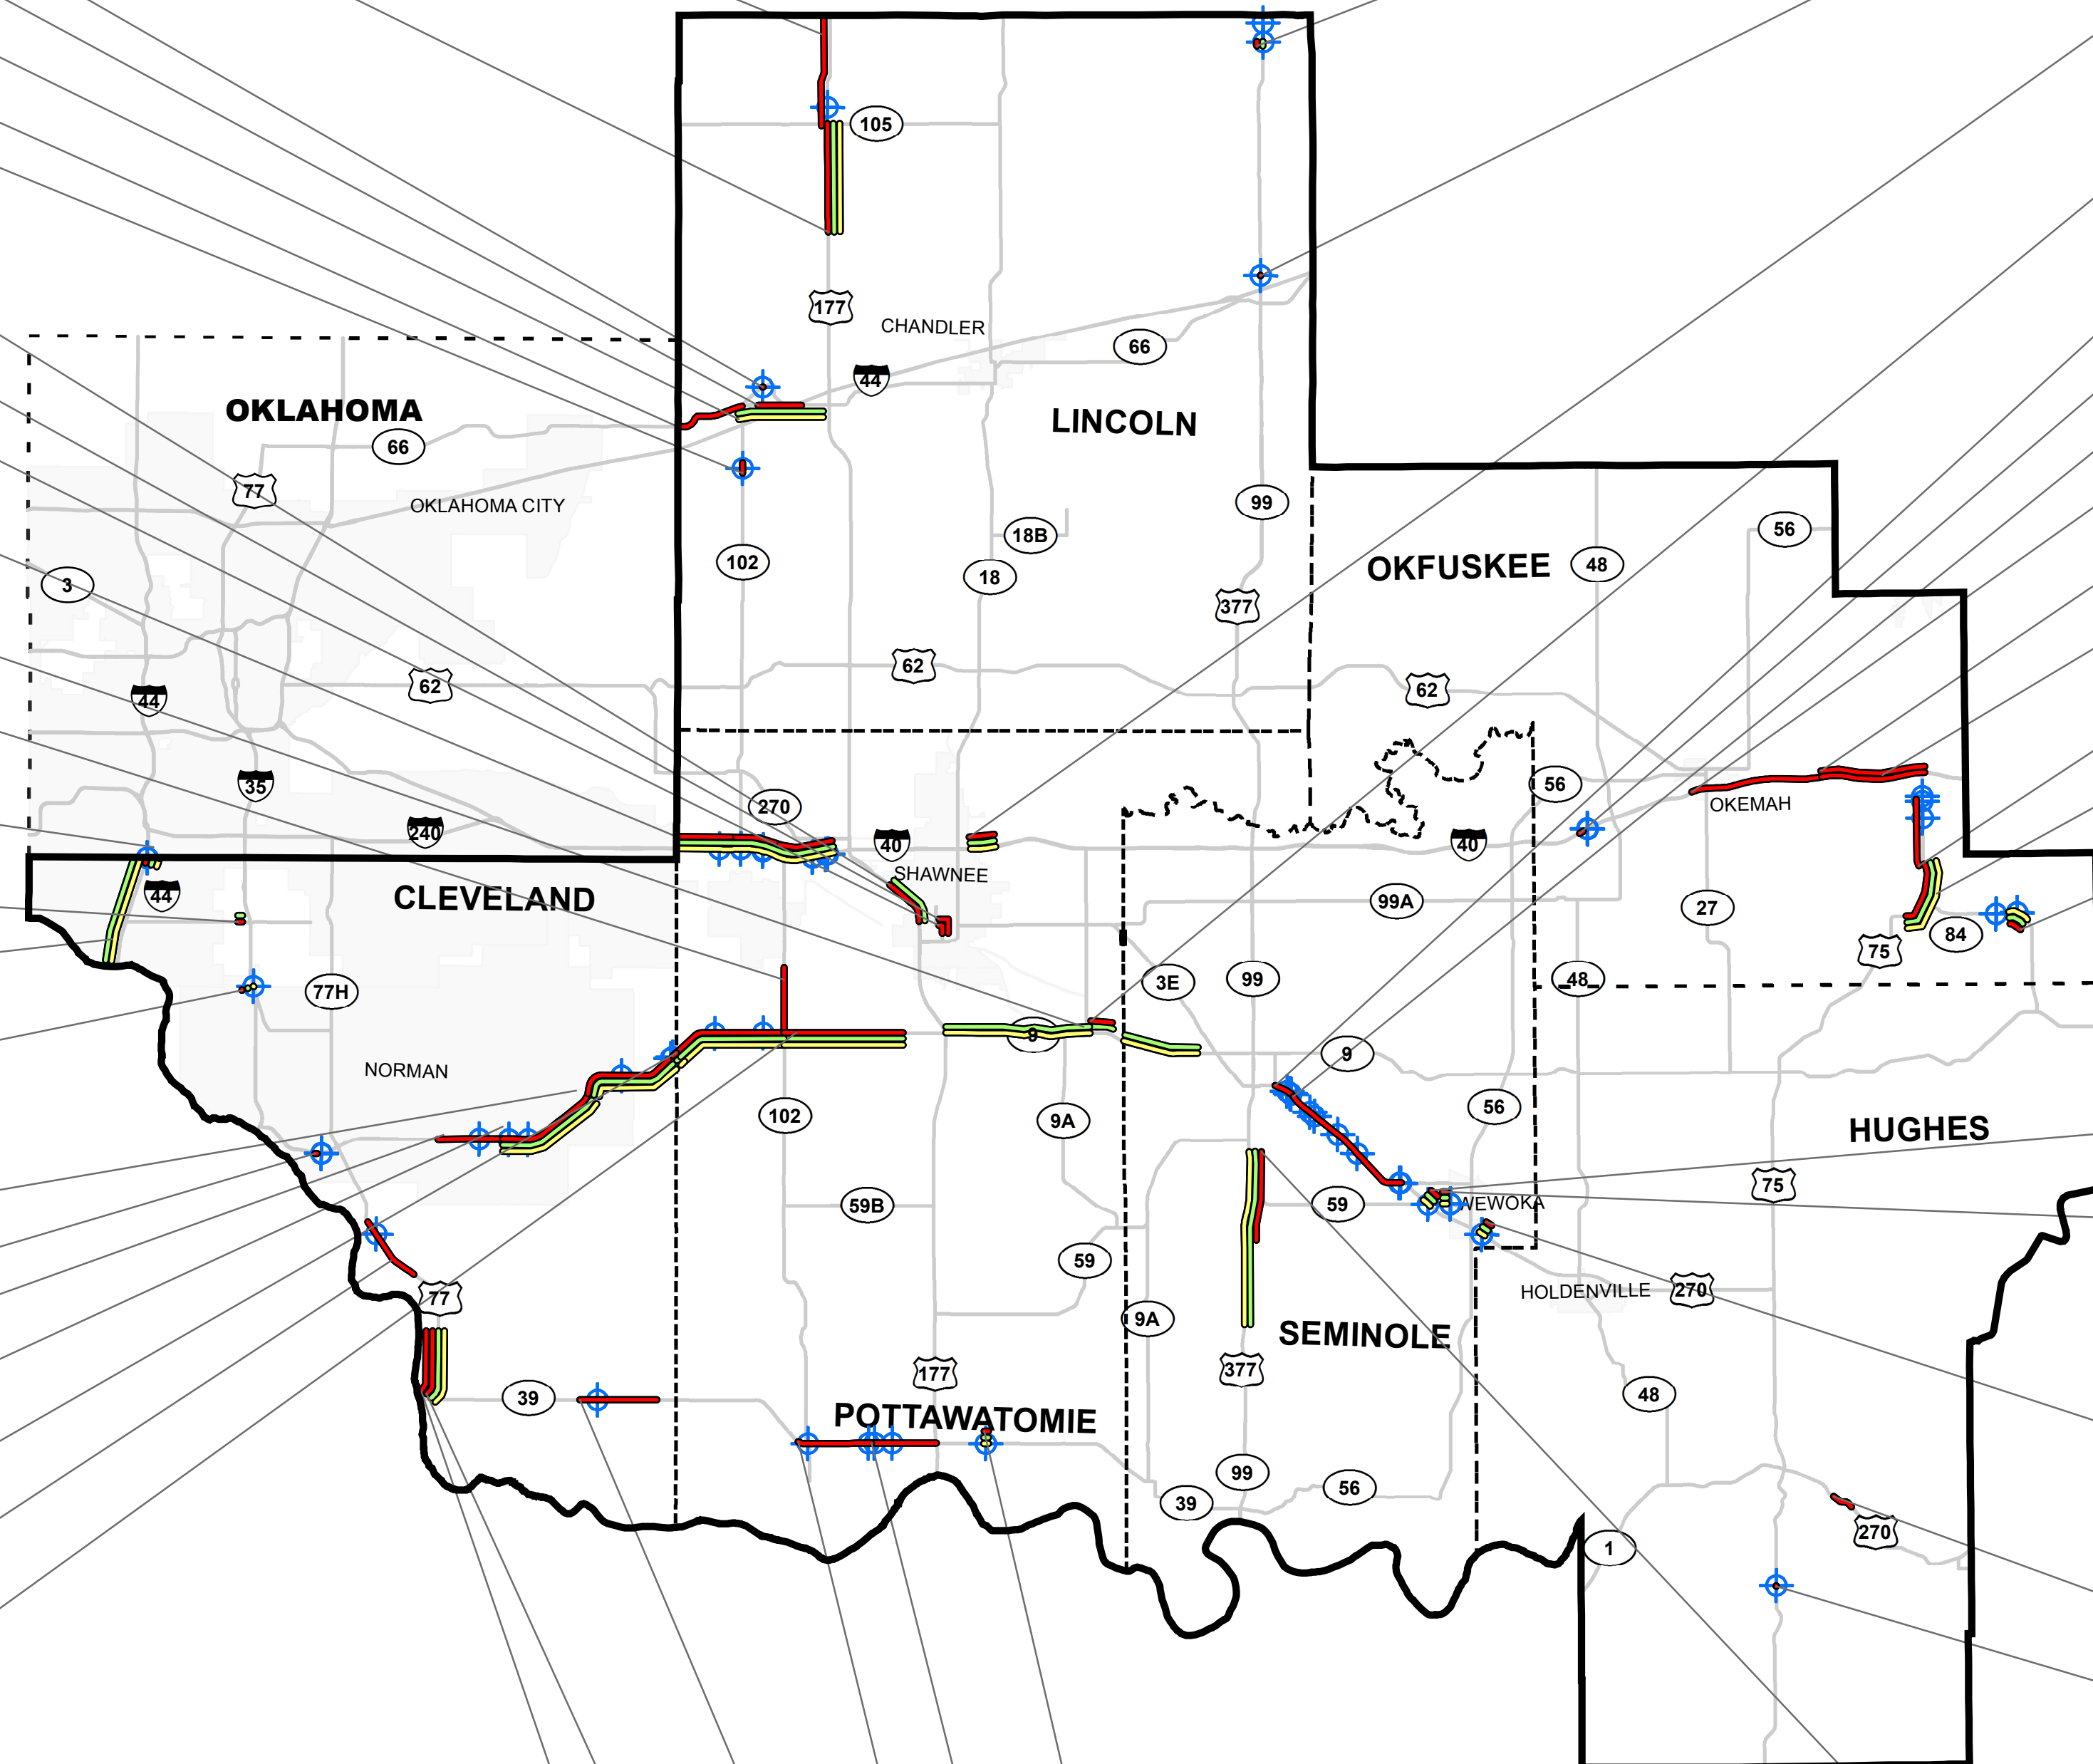 105
177
CHANDLER
66
44
OKLAHOMA
LINCOLN
66
77
OKLAHOMA CITY
99
18B
56
102
18
OKFUSKEE
48
3
377
62
62
62
44
35
270
56
OKEMAH
240
40
40
SHAWNEE
44
CLEVELAND
99A
27
84
75
3E
99
48
77H
9
9
NORMAN
102
9A
56
HUGHES
75
59B
59
WEWOKA
59
77
9A
HOLDENVILLE
270
SEMINOLE
177
377
39
48
POTTAWATOMIE
99
56
39
270
1